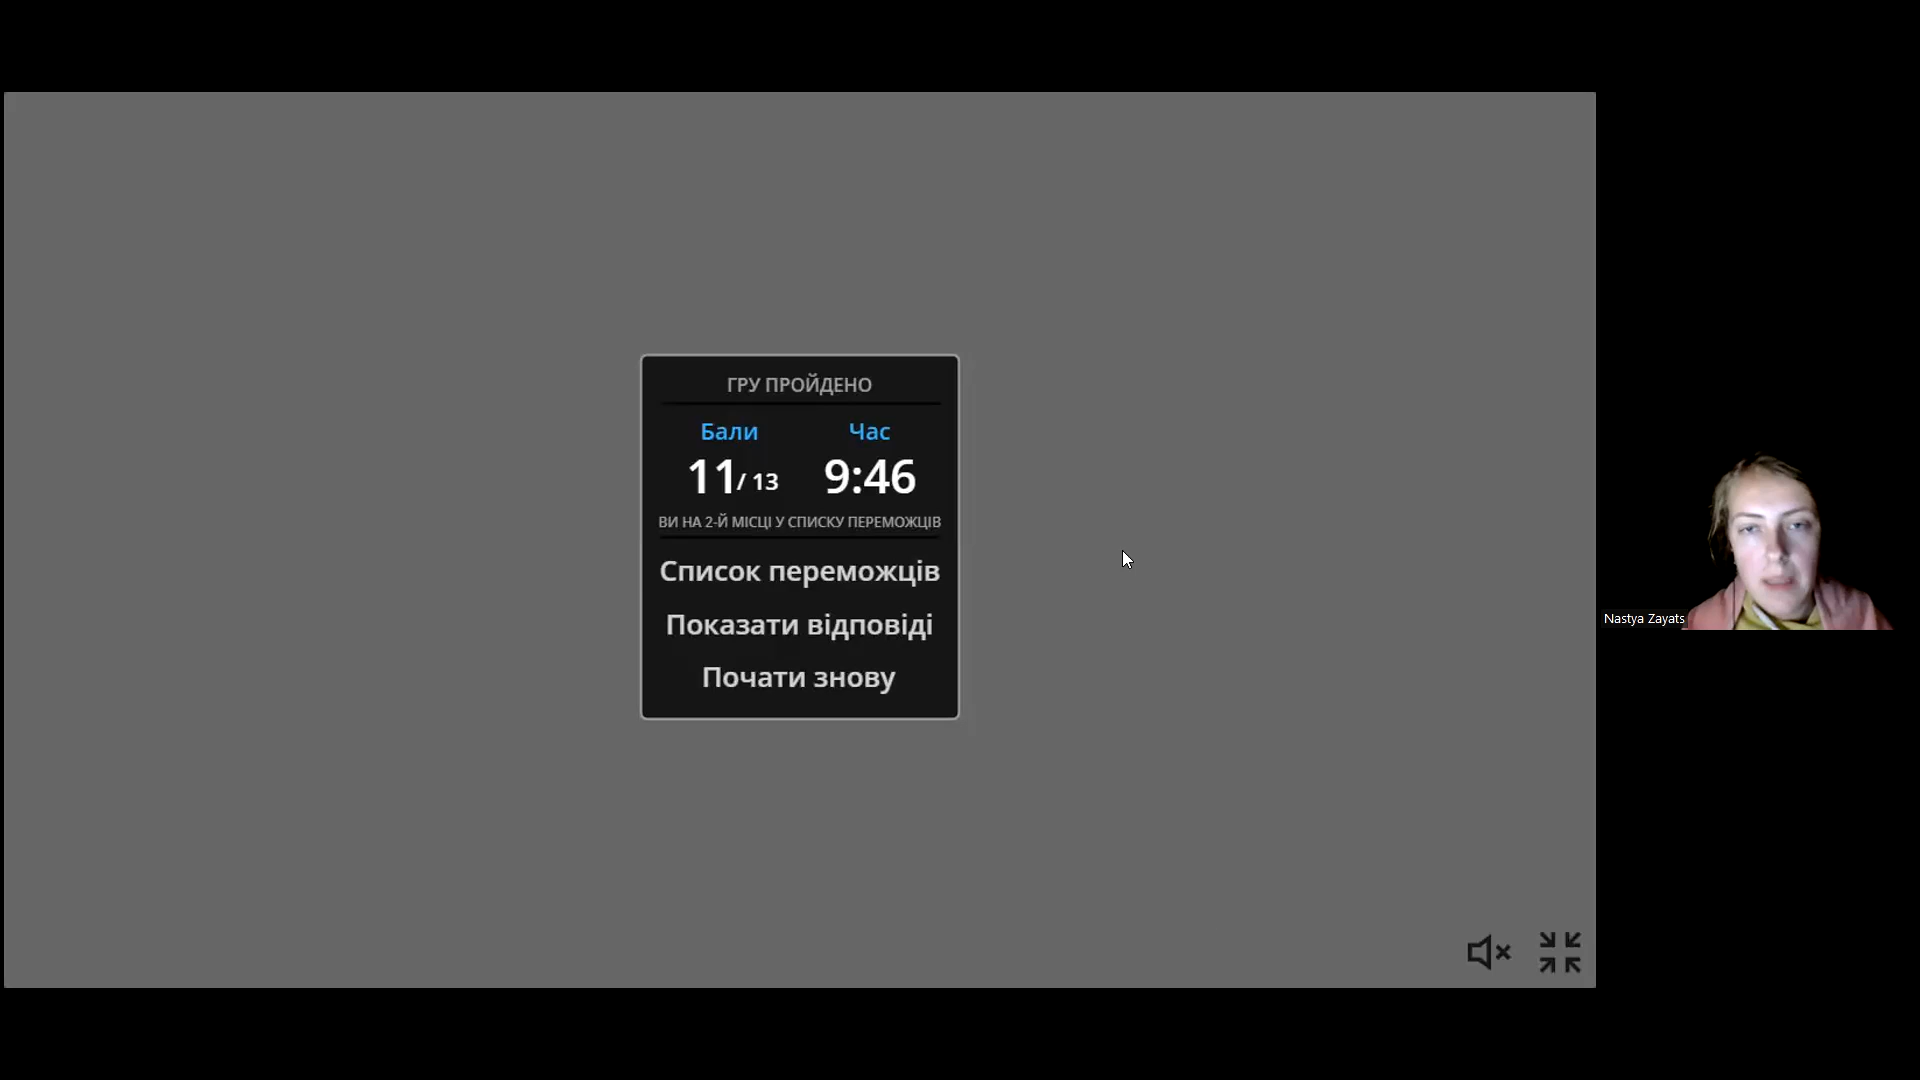 ГРУ ПРОЙДЕНО
Бали Час
11/ 13 9:46
ВИ НА 2-Й МІСЦІ У СПИСКУ ПЕРЕМОЖЦІВ
Список переможців
Показати відповіді
Почати знову
Nastya Zayats